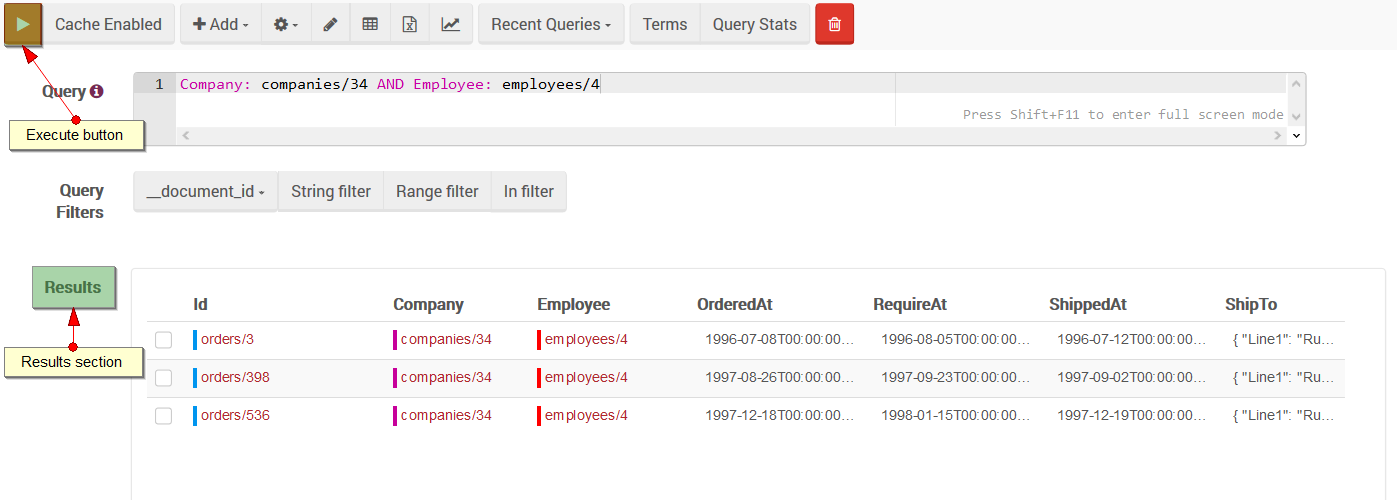 Cache Enabled Add Recent Queries Terms Query Stats
Query 1 Company: companies/34 AND Employee: employees/4
Press Shift+F11 to enter full screen mode
Execute button
Query Filters __document_id String filter Range filter In filter
Results
Results section
Id Company Employee OrderedAt RequireAt ShippedAt ShipTo
orders/3 companies/34 employees/4 1996-07-08T00:00:00... 1996-08-05T00:00:00... 1996-07-12T00:00:00... { "Line1": "Ru...
orders/398 companies/34 employees/4 1997-08-26T00:00:00... 1997-09-23T00:00:00... 1997-09-02T00:00:00... { "Line1": "Ru...
orders/536 companies/34 employees/4 1997-12-18T00:00:00... 1998-01-15T00:00:00... 1997-12-19T00:00:00... { "Line1": "Ru...